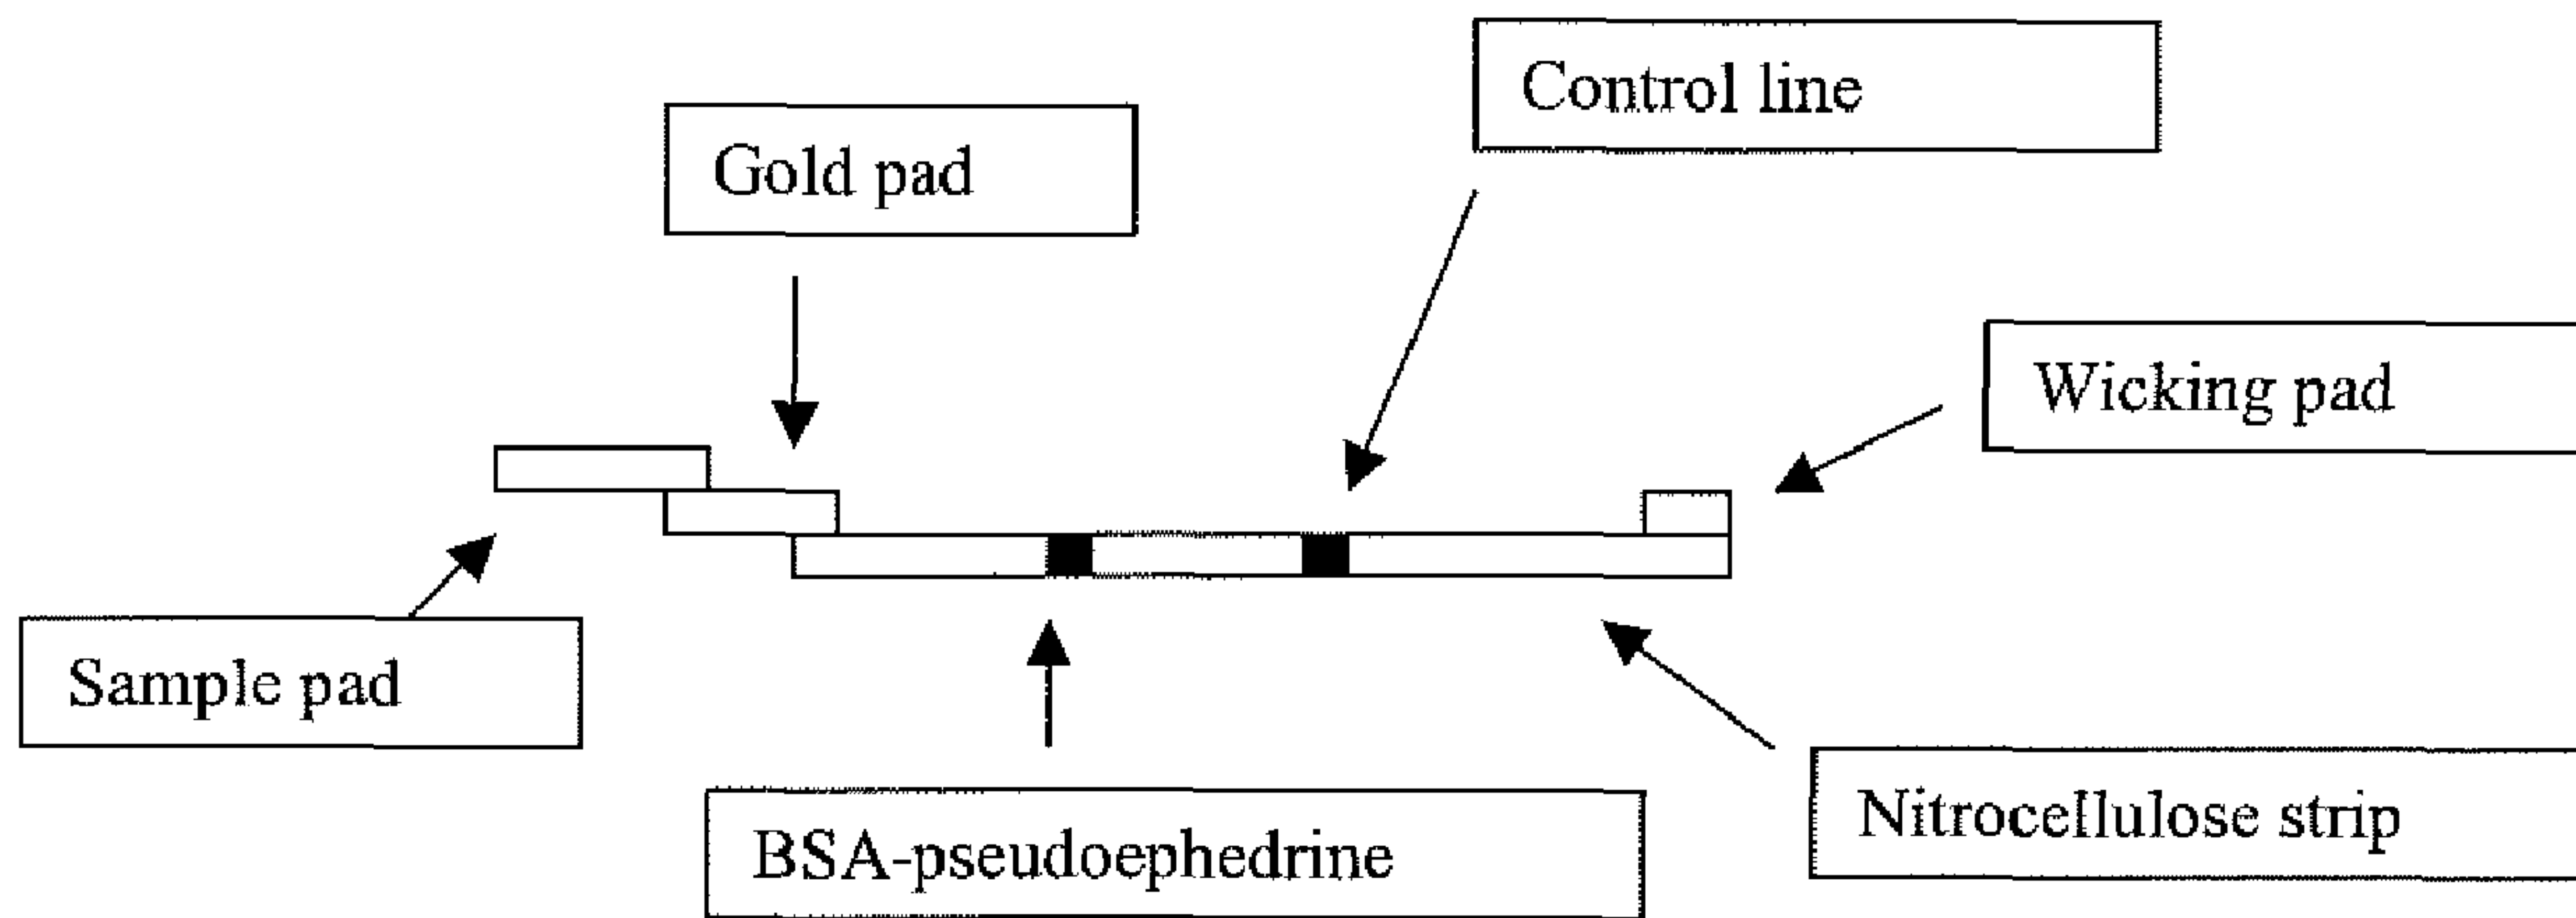 Control line
Gold pad
Wicking pad
Sample pad
Nitrocellulose strip
BSA-pseudoephedrine